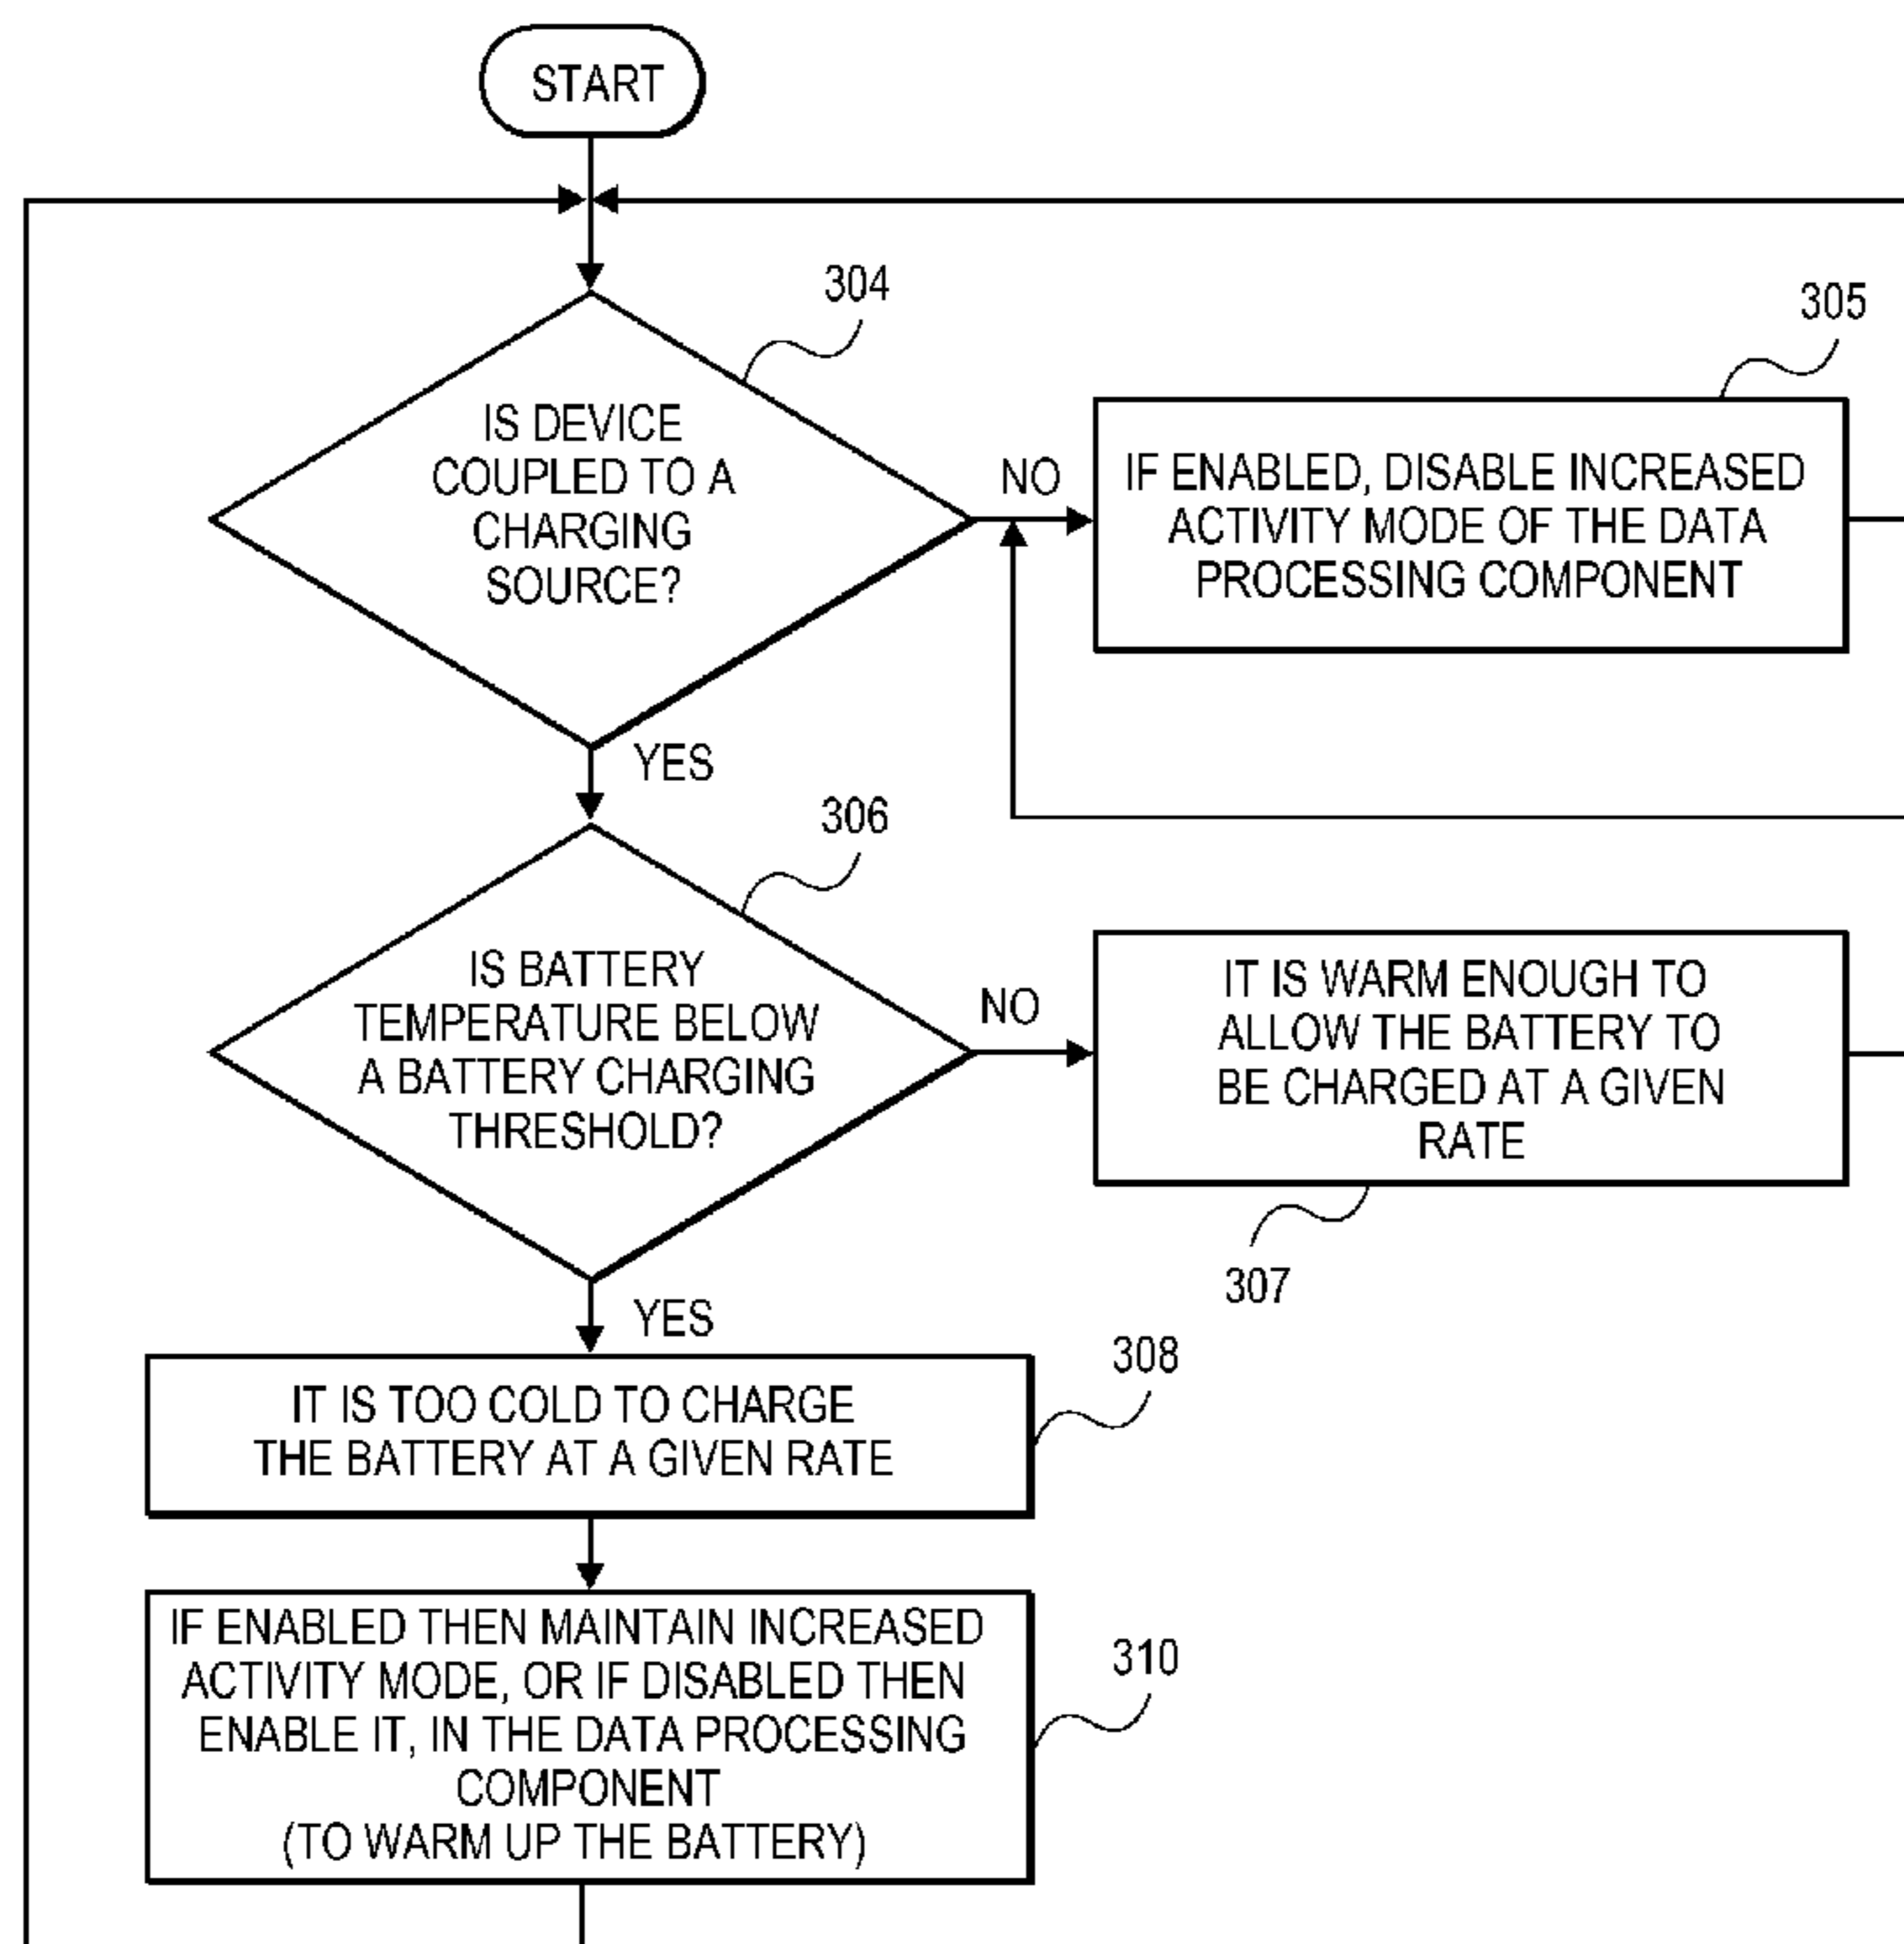 START
304
305
IS DEVICE
COUPLED TO A
CHARGING
SOURCE?
NO
IF ENABLED, DISABLE INCREASED
ACTIVITY MODE OF THE DATA
PROCESSING COMPONENT
YES
306
IS BATTERY
TEMPERATURE BELOW
A BATTERY CHARGING
THRESHOLD?
NO
IT IS WARM ENOUGH TO
ALLOW THE BATTERY TO
BE CHARGED AT A GIVEN
RATE
307
YES
308
IT IS TOO COLD TO CHARGE
THE BATTERY AT A GIVEN RATE
IF ENABLED THEN MAINTAIN INCREASED
ACTIVITY MODE, OR IF DISABLED THEN
ENABLE IT, IN THE DATA PROCESSING
COMPONENT
(TO WARM UP THE BATTERY)
310